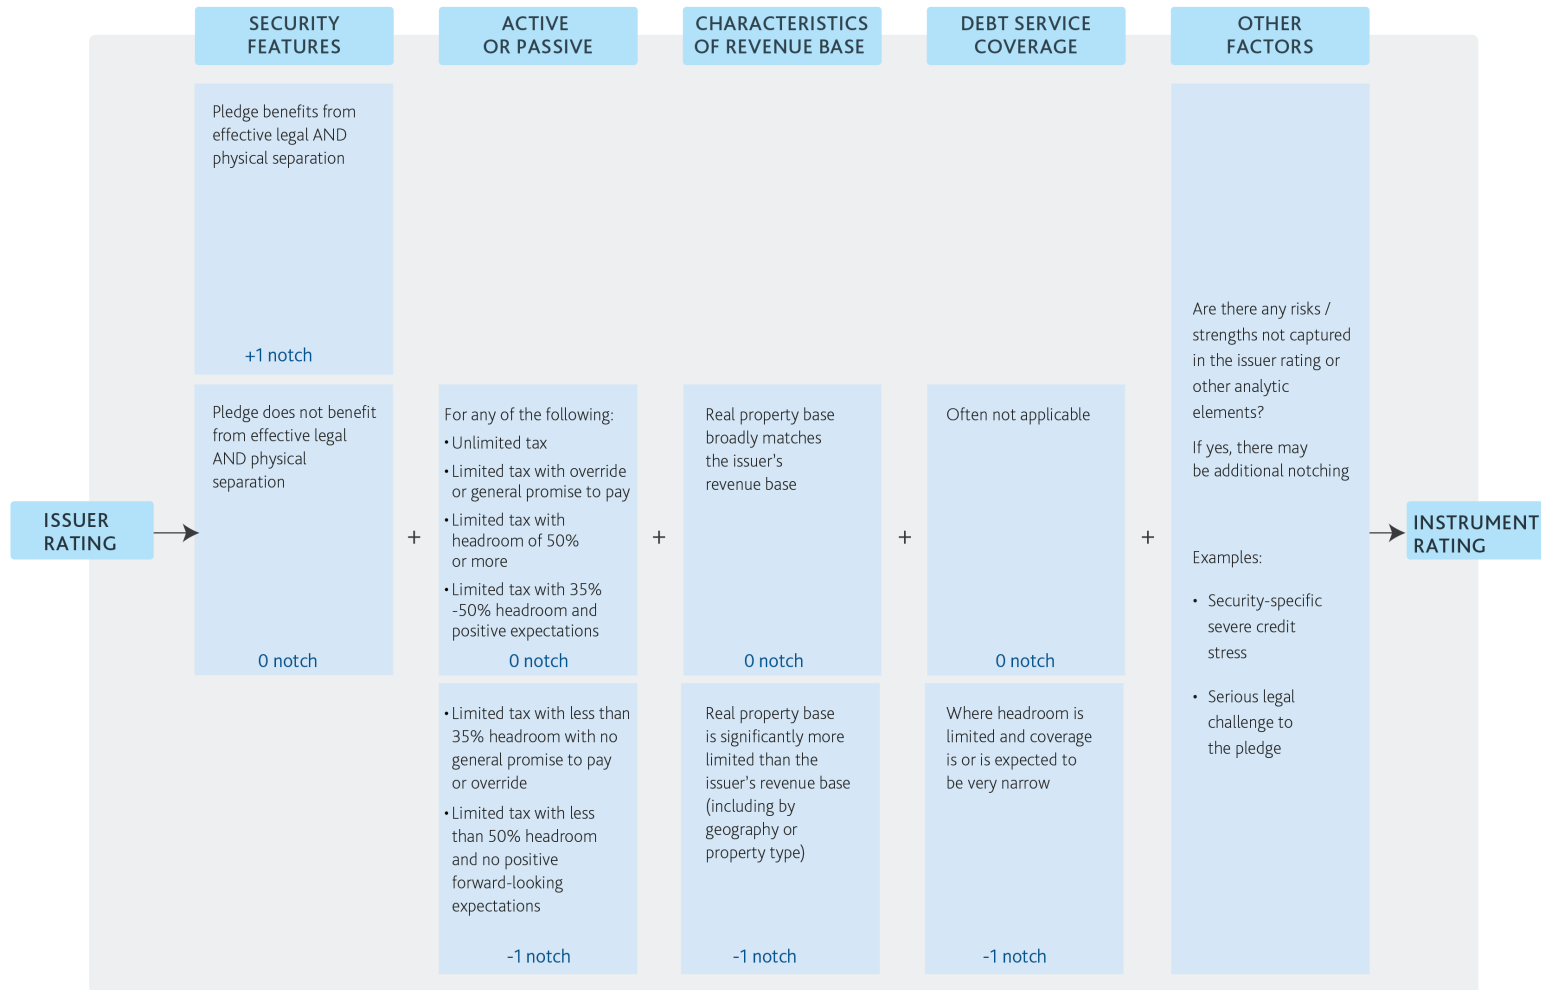 SECURITY
FEATURES
ACTIVE
OR PASSIVE
CHARACTERISTICS
OF REVENUE BASE
DEBT SERVICE
COVERAGE
OTHER
FACTORS
ISSUER
RATING
Pledge benefits from
effective legal AND
physical separation
+1 notch
Pledge does not benefit
from effective legal
AND physical
separation
0 notch
+
For any of the following:
• Unlimited tax
• Limited tax with override
or general promise to pay
• Limited tax with
headroom of 50%
or more
• Limited tax with 35%
-50% headroom and
positive expectations
0 notch
• Limited tax with less than
35% headroom with no
general promise to pay
or override
• Limited tax with less
than 50% headroom
and no positive
forward-looking
expectations
-1 notch
+
Real property base
broadly matches
the issuer's
revenue base
0 notch
Real property base
is significantly more
limited than the
issuer's revenue base
(including by
geography or
property type)
-1 notch
+
Often not applicable
0 notch
Where headroom is
limited and coverage
is or is expected to
be very narrow
-1 notch
+
Are there any risks /
strengths not captured
in the issuer rating or
other analytic
elements?
If yes, there may
be additional notching
Examples:
• Security-specific
severe credit
stress
• Serious legal
challenge to
the pledge
INSTRUMENT
RATING